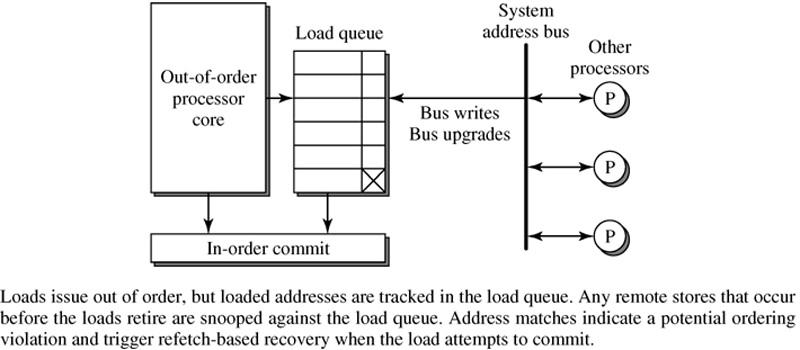 System
address bus
Load queue
Other
processors
Out-of-order
processor
core
P
Bus writes
Bus upgrades
P
P
In-order commit
Loads issue out of order, but loaded addresses are tracked in the load queue. Any remote stores that occur
before the loads retire are snooped against the load queue. Address matches indicate a potential ordering
violation and trigger refetch-based recovery when the load attempts to commit.